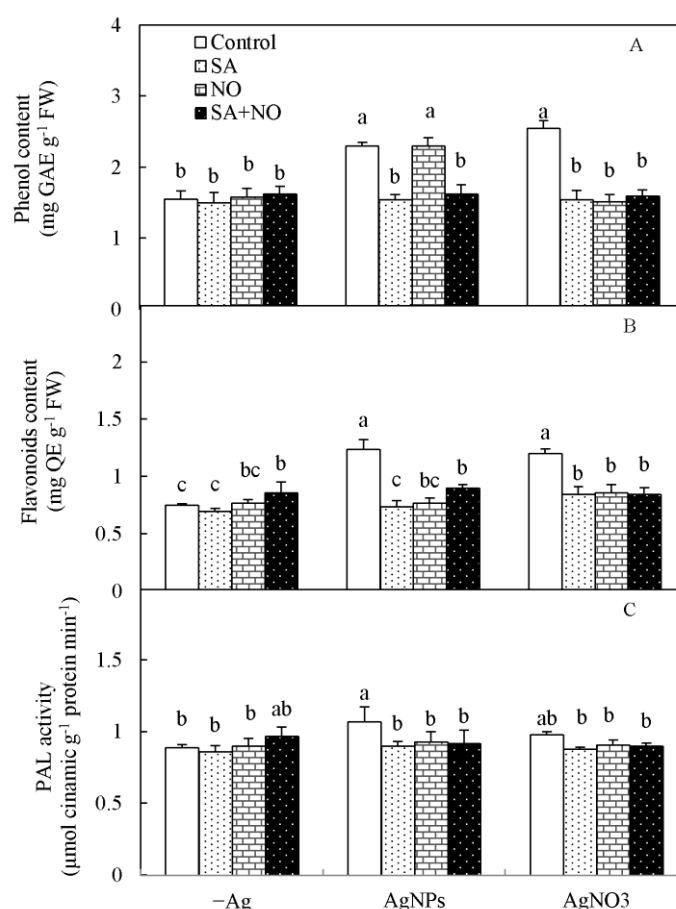 4
3
2
1
0
Phenol content
(mg GAE g⁻¹ FW)
Control
SA
NO
SA+NO
A
b b b b
a b a b
a b b b
2
1.5
1
0.5
0
Flavonoids content
(mg QE g⁻¹ FW)
B
c c bc b
a c bc b
a b b b
1.5
1
0.5
0
PAL activity
(µmol cinamic g⁻¹ protein min⁻¹)
C
b b b ab
a b b b
ab b b b
−Ag AgNPs AgNO3